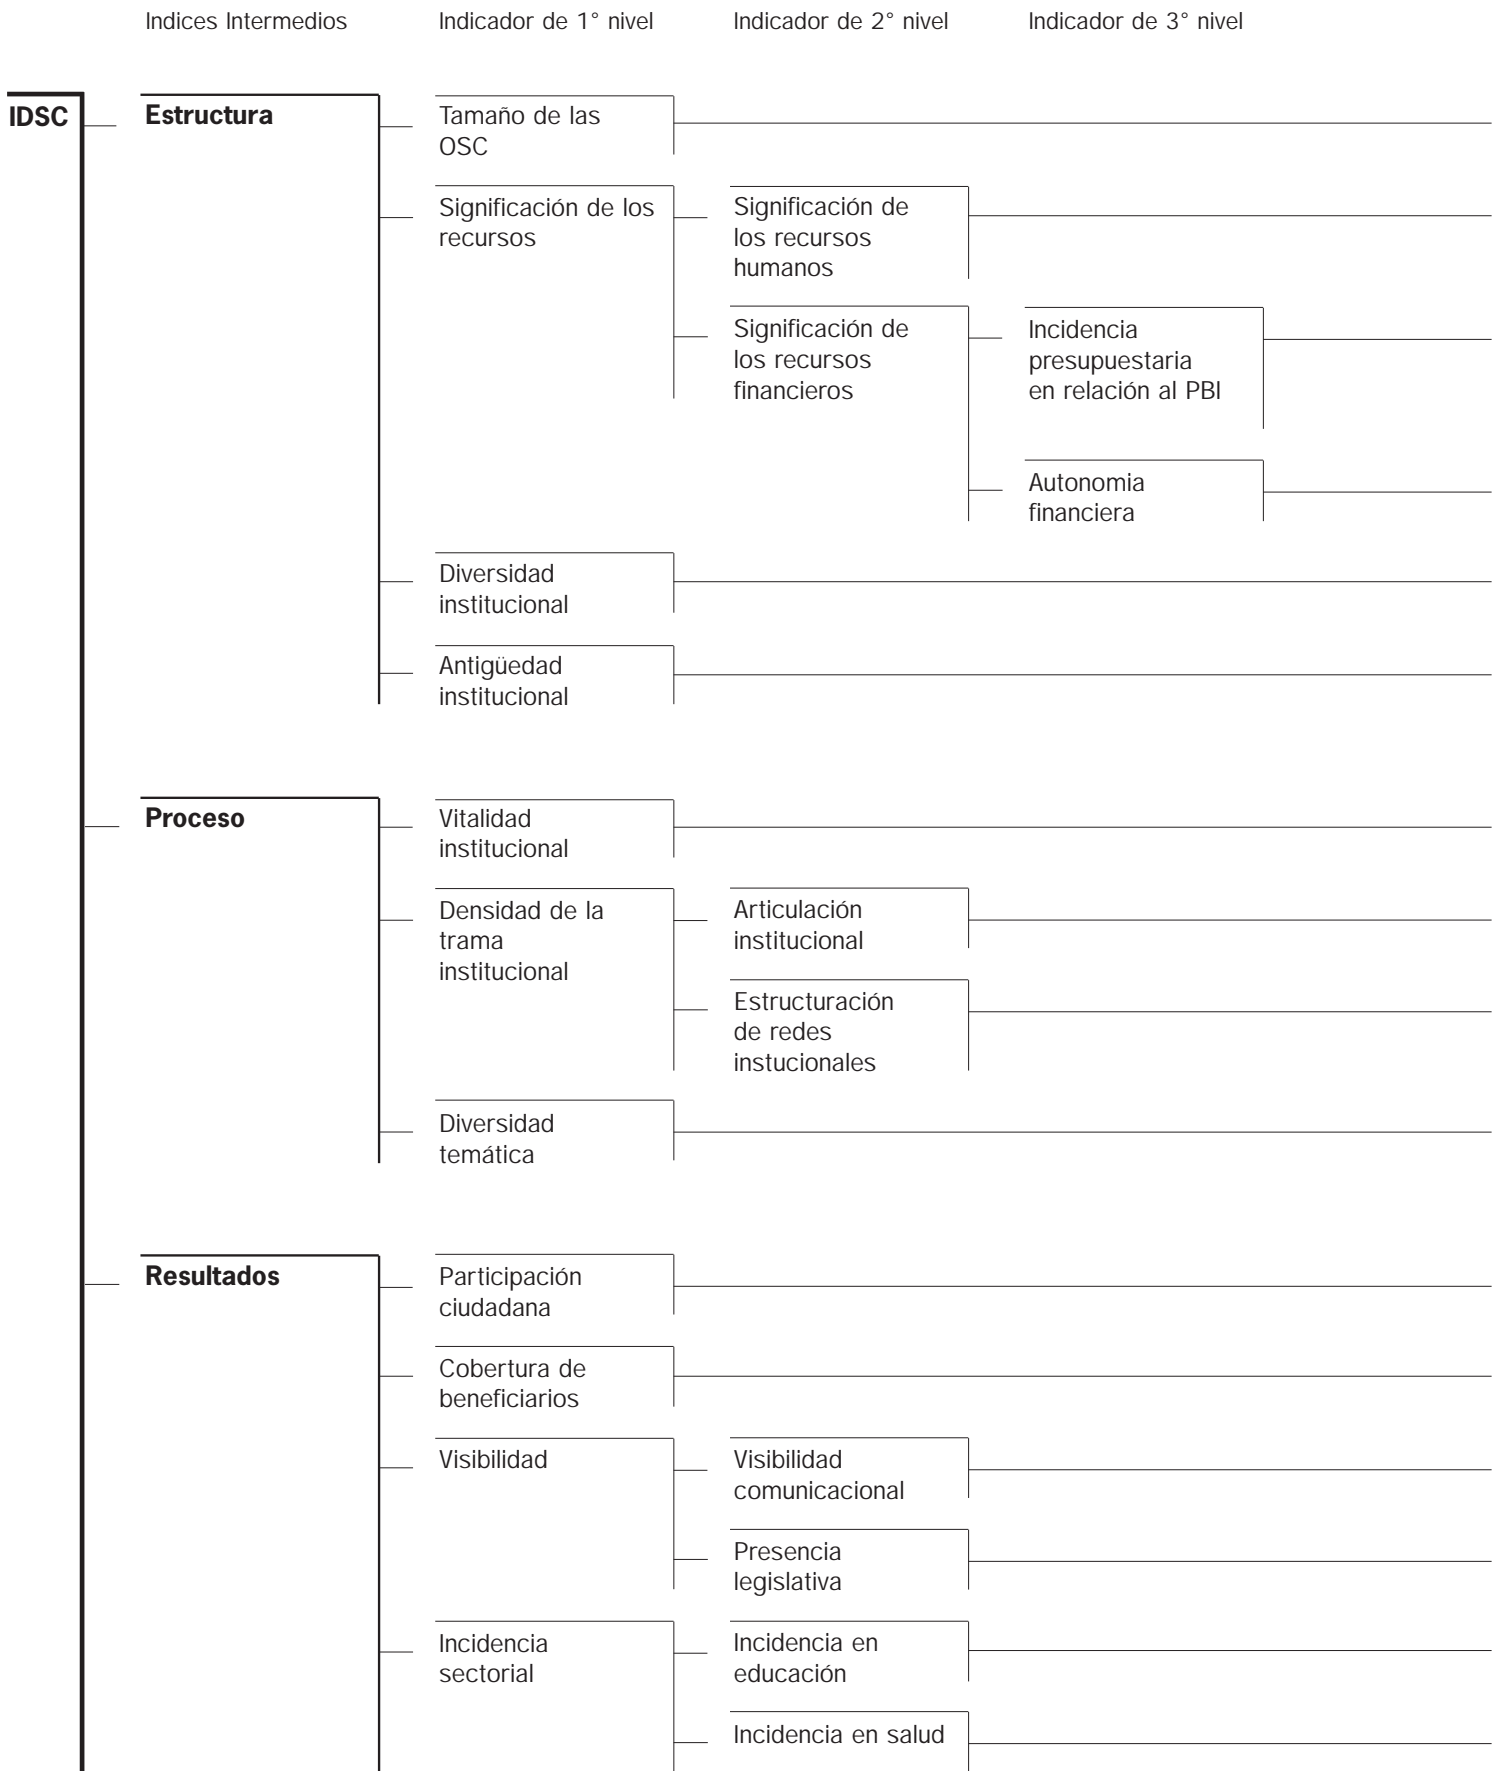 Indices Intermedios
Indicador de 1° nivel
Indicador de 2° nivel
Indicador de 3° nivel
IDSC
Estructura
Tamaño de las
OSC
Significación de los
recursos
Significación de
los recursos
humanos
Significación de
los recursos
financieros
Incidencia
presupuestaria
en relación al PBI
Autonomia
financiera
Diversidad
institucional
Antigüedad
institucional
Proceso
Vitalidad
institucional
Densidad de la
trama
institucional
Articulación
institucional
Estructuración
de redes
instucionales
Diversidad
temática
Resultados
Participación
ciudadana
Cobertura de
beneficiarios
Visibilidad
Visibilidad
comunicacional
Presencia
legislativa
Incidencia
sectorial
Incidencia en
educación
Incidencia en salud